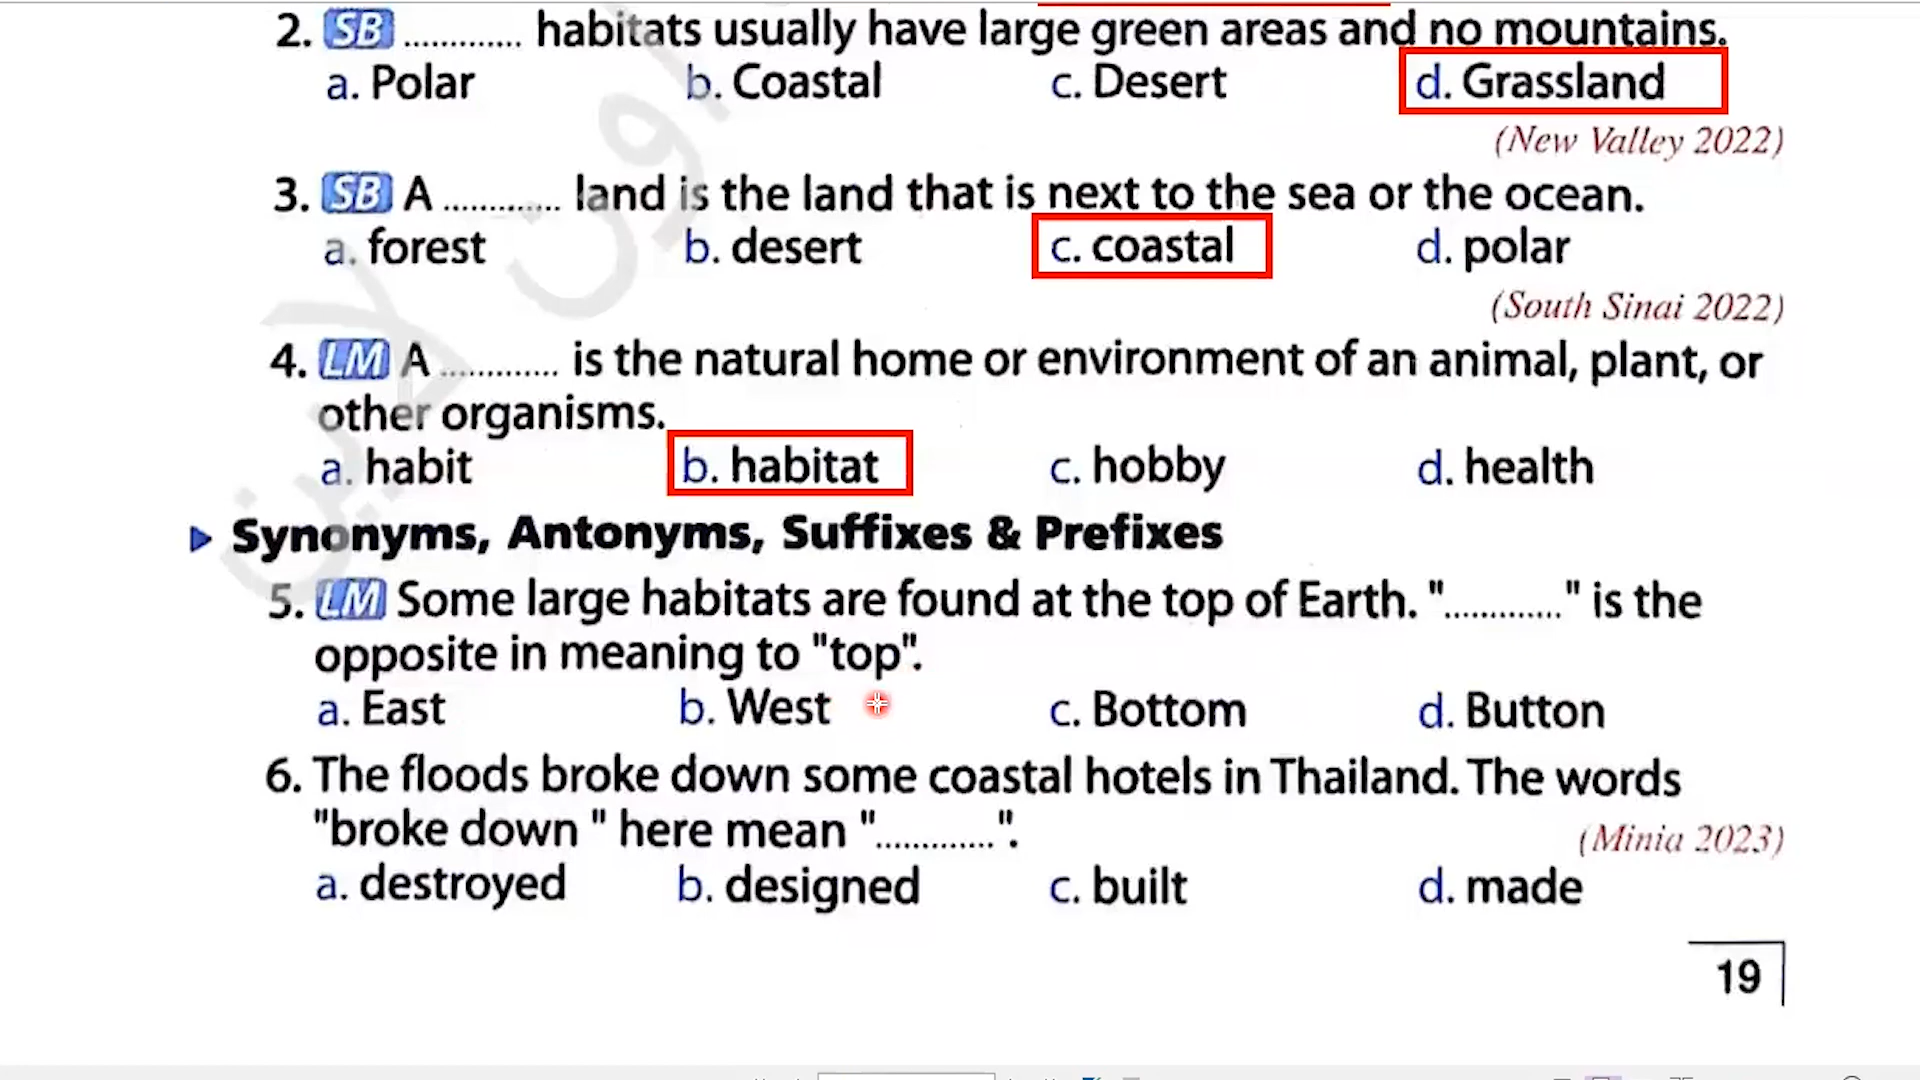 2. SB ............. habitats usually have large green areas and no mountains.
a. Polar b. Coastal c. Desert d. Grassland
(New Valley 2022)
3. SB A ............. land is the land that is next to the sea or the ocean.
a. forest b. desert c. coastal d. polar
(South Sinai 2022)
4. LM A ............. is the natural home or environment of an animal, plant, or
other organisms.
a. habit b. habitat c. hobby d. health
Synonyms, Antonyms, Suffixes & Prefixes
5. LM Some large habitats are found at the top of Earth. "............." is the
opposite in meaning to "top".
a. East b. West c. Bottom d. Button
6. The floods broke down some coastal hotels in Thailand. The words
"broke down " here mean ".............".
(Minia 2023)
a. destroyed b. designed c. built d. made
19